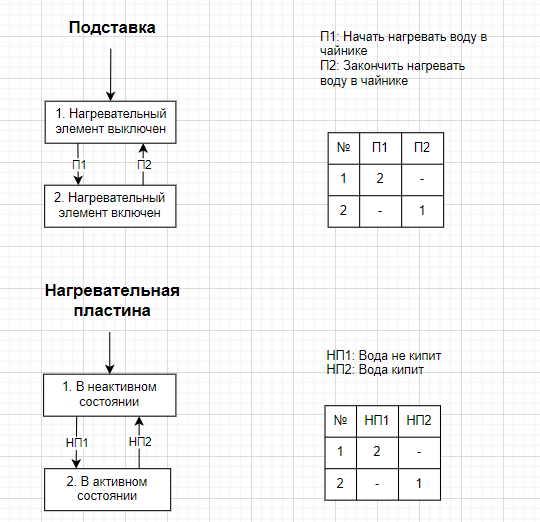 Подставка
П1: Начать нагревать воду в
чайнике
П2: Закончить нагревать
воду в чайнике
1. Нагревательный
элемент выключен
П1
П2
2. Нагревательный
элемент включен
№ П1 П2
1 2 -
2 - 1
Нагревательная
пластина
НП1: Вода не кипит
НП2: Вода кипит
1. В неактивном
состоянии
НП1
НП2
2. В активном
состоянии
№ НП1 НП2
1 2 -
2 - 1